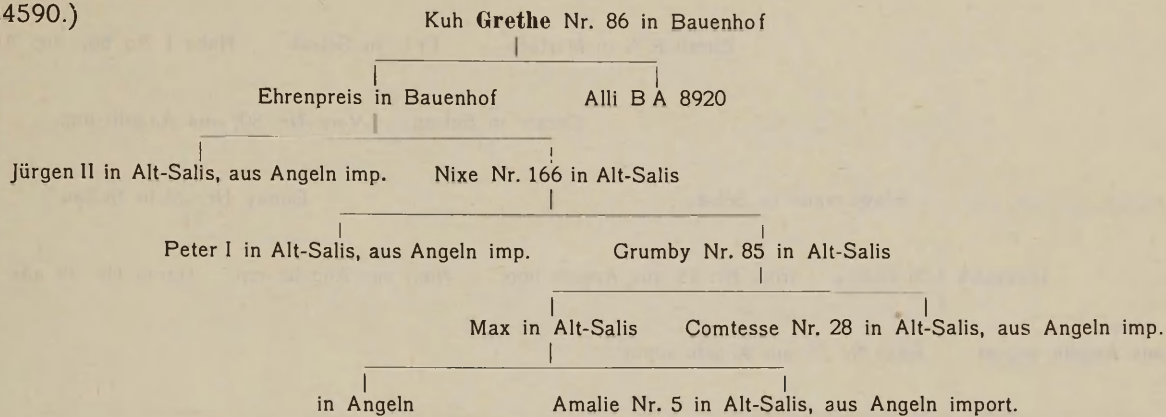 4590.)
Kuh Grethe Nr. 86 in Bauenhof
Ehrenpreis in Bauenhof Alli B A 8920
Jürgen II in Alt-Salis, aus Angeln imp. Nixe Nr. 166 in Alt-Salis
Peter I in Alt-Salis, aus Angeln imp. Grumby Nr. 85 in Alt-Salis
Max in Alt-Salis Comtesse Nr. 28 in Alt-Salis, aus Angeln imp.
in Angeln Amalie Nr. 5 in Alt-Salis, aus Angeln import.